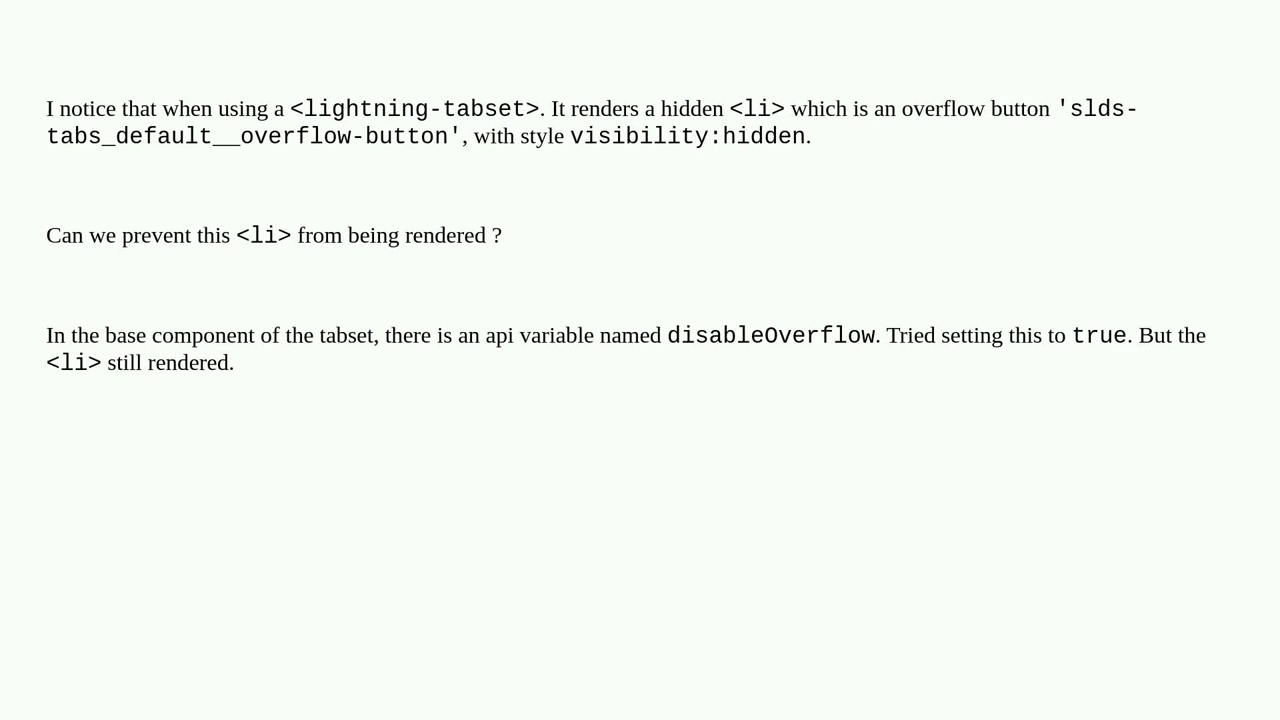 I notice that when using a <lightning-tabset>. It renders a hidden <li> which is an overflow button 'slds-
tabs_default__overflow-button', with style visibility:hidden.
Can we prevent this <li> from being rendered ?
In the base component of the tabset, there is an api variable named disableOverflow. Tried setting this to true. But the
<li> still rendered.